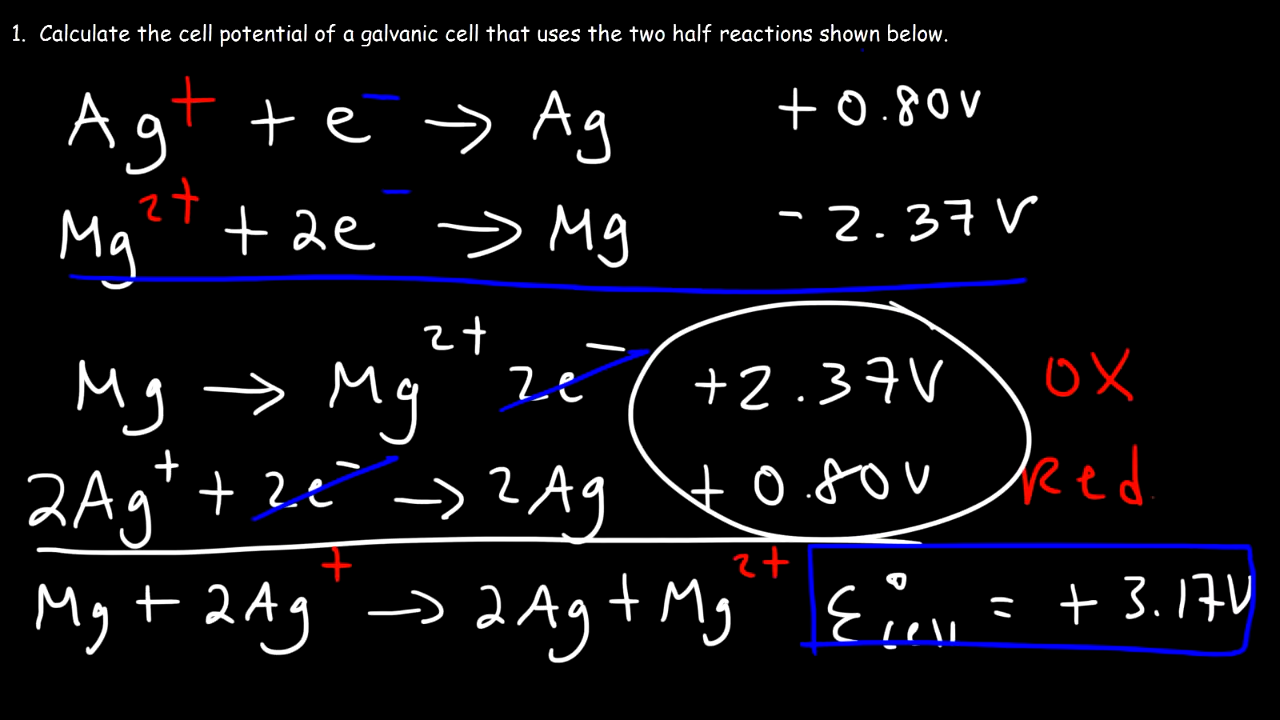 1. Calculate the cell potential of a galvanic cell that uses the two half reactions shown below.
Ag⁺ + e⁻ → Ag +0.80V
Mg²⁺ + 2e⁻ → Mg -2.37V
Mg → Mg²⁺ 2e⁻ +2.37V OX
2Ag⁺ + 2e⁻ → 2Ag +0.80V Red.
Mg + 2Ag⁺ → 2Ag + Mg²⁺ ℰ°cell = +3.17V